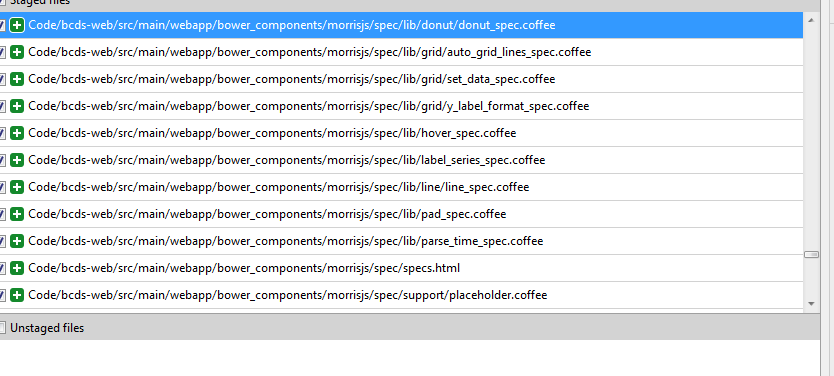 Staged files
Code/bcds-web/src/main/webapp/bower_components/morrisjs/spec/lib/donut/donut_spec.coffee
Code/bcds-web/src/main/webapp/bower_components/morrisjs/spec/lib/grid/auto_grid_lines_spec.coffee
Code/bcds-web/src/main/webapp/bower_components/morrisjs/spec/lib/grid/set_data_spec.coffee
Code/bcds-web/src/main/webapp/bower_components/morrisjs/spec/lib/grid/y_label_format_spec.coffee
Code/bcds-web/src/main/webapp/bower_components/morrisjs/spec/lib/hover_spec.coffee
Code/bcds-web/src/main/webapp/bower_components/morrisjs/spec/lib/label_series_spec.coffee
Code/bcds-web/src/main/webapp/bower_components/morrisjs/spec/lib/line/line_spec.coffee
Code/bcds-web/src/main/webapp/bower_components/morrisjs/spec/lib/pad_spec.coffee
Code/bcds-web/src/main/webapp/bower_components/morrisjs/spec/lib/parse_time_spec.coffee
Code/bcds-web/src/main/webapp/bower_components/morrisjs/spec/specs.html
Code/bcds-web/src/main/webapp/bower_components/morrisjs/spec/support/placeholder.coffee
Unstaged files